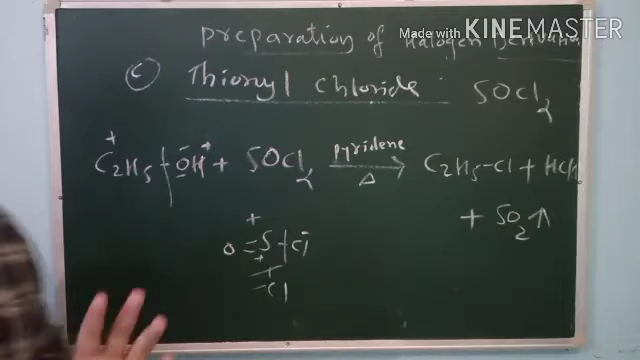 Made with KINEMASTER
Preparation of Halogen Deriva
(c) Thionyl Chloride SOCl2
C2H5 - OH + SOCl2 pyridene Δ → C2H5-Cl + HCl
+ SO2 ↑
O = S - Cl
Cl